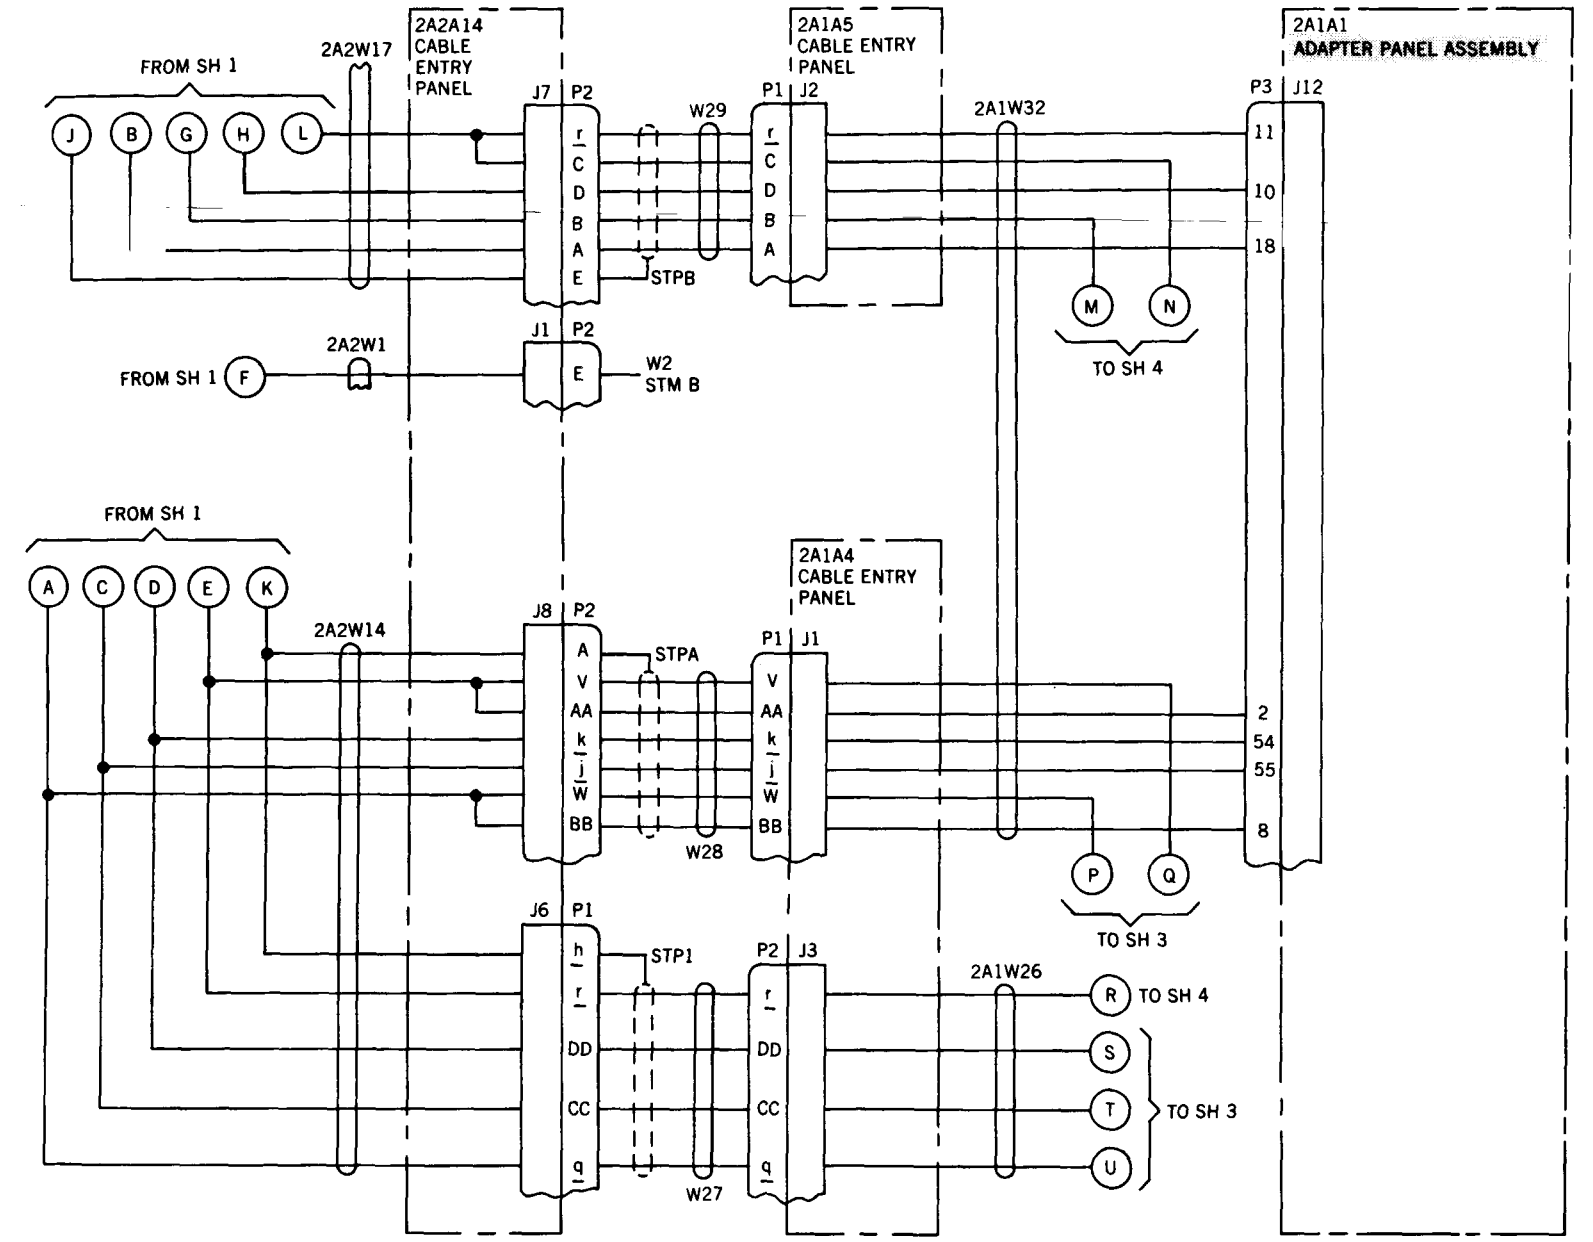 2A2A14
CABLE
ENTRY
PANEL
2A1A5
CABLE ENTRY
PANEL
2A1A1
ADAPTER PANEL ASSEMBLY
2A2W17
FROM SH 1
J
B
G
H
L
J7 P2
r
C
D
B
A
E
STPB
W29
P1 J2
r
C
D
B
A
2A1W32
P3 J12
11
10
18
M
N
TO SH 4
J1 P2
2A2W1
FROM SH 1
F
E
W2
STM B
FROM SH 1
A
C
D
E
K
2A2W14
J8 P2
A
V
AA
k
j
W
BB
STPA
W28
2A1A4
CABLE ENTRY
PANEL
P1 J1
V
AA
k
j
W
BB
2
54
55
8
P
Q
TO SH 3
J6 P1
h
r
DD
CC
q
STP1
W27
P2 J3
r
DD
CC
q
2A1W26
R
TO SH 4
S
T
U
TO SH 3